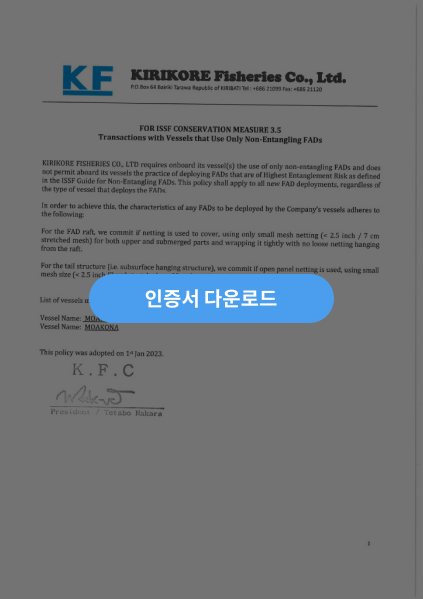 KF
KIRIKORE Fisheries Co., Ltd.
P.O.Box 64 Bairiki Tarawa Republic of KIRIBATI Tel : +686 21099 Fax: +686 21120
FOR ISSF CONSERVATION MEASURE 3.5
Transactions with Vessels that Use Only Non-Entangling FADs
KIRIKORE FISHERIES CO., LTD requires onboard its vessel(s) the use of only non-entangling FADs and does
not permit aboard its vessels the practice of deploying FADs that are of Highest Entanglement Risk as defined
in the ISSF Guide for Non-Entangling FADs. This policy shall apply to all new FAD deployments, regardless of
the type of vessel that deploys the FADs.
In order to achieve this, the characteristics of any FADs to be deployed by the Company's vessels adheres to
the following:
For the FAD raft, we commit if netting is used to cover, using only small mesh netting (< 2.5 inch / 7 cm
stretched mesh) for both upper and submerged parts and wrapping it tightly with no loose netting hanging
from the raft.
For the tail structure (i.e. subsurface hanging structure), we commit if open panel netting is used, using small
mesh size (< 2.5 inch
인증서 다운로드
List of vessels
Vessel Name:
Vessel Name: MOAKONA
This policy was adopted on 1st Jan 2023.
K.F.C
President / Tetabo Nakara
2